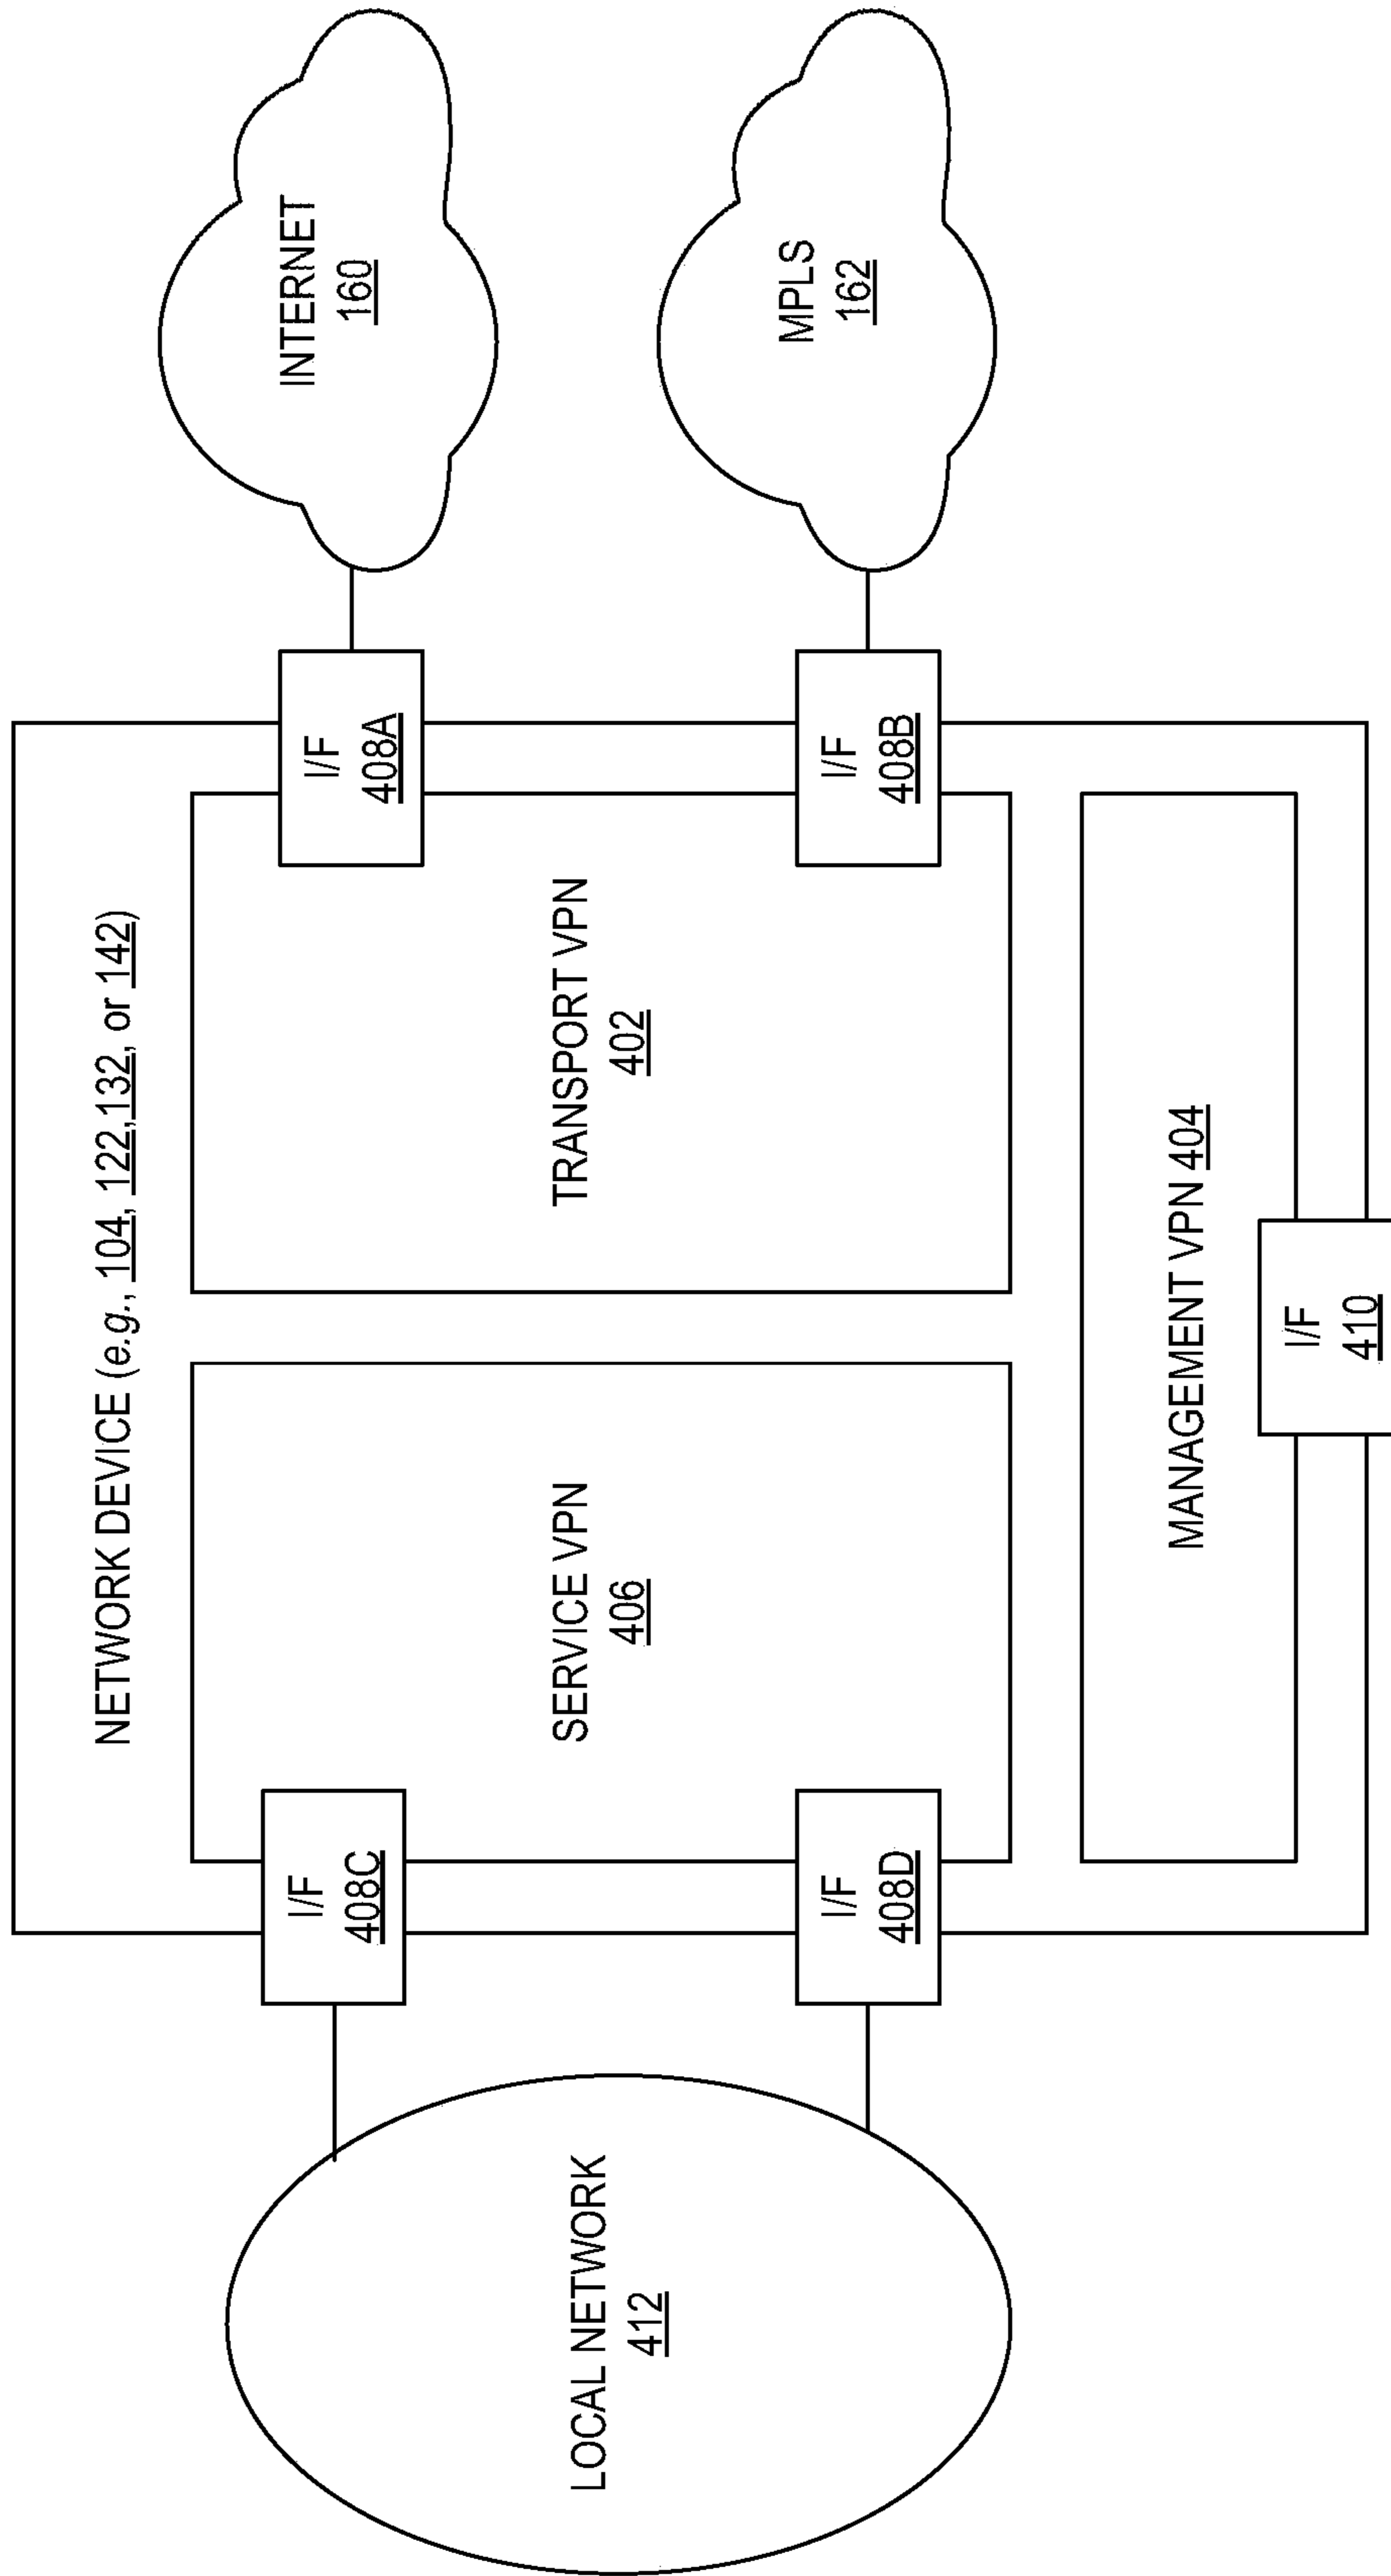 NETWORK DEVICE (e.g., 104, 122,132, or 142)
LOCAL NETWORK
412
I/F
408C
I/F
408D
SERVICE VPN
406
TRANSPORT VPN
402
I/F
408A
I/F
408B
INTERNET
160
MPLS
162
MANAGEMENT VPN 404
I/F
410